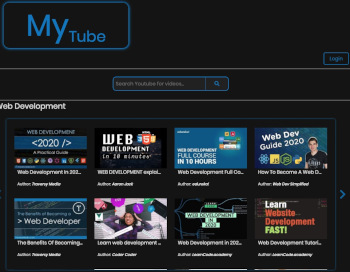 MyTube
Login
Search Youtube for videos...
Web Development
WEB DEVELOPMENT
<2020 />
A Practical Guide
WEB
DEVELOPMENT
in 10 minutes
WEB DEVELOPMENT
FULL COURSE
IN 10 HOURS
Web Dev
Guide 2020
Web Development In 202...
Author: Traversy Media
WEB DEVELOPMENT explai...
Author: Aaron Jack
Web Development Full Co...
Author: edureka!
How To Become A Web D...
Author: Web Dev Simplified
The Benefits Of Becoming a
> Web Developer
WEB
DEVELOPMENT
IN
2020
Learn
Website
Development
FAST!
The Benefits Of Becoming...
Author: Traversy Media
Learn web development ...
Author: Coder Coder
Web Development in 202...
Author: LearnCode.academy
Web Development Tutori...
Author: LearnCode.academy